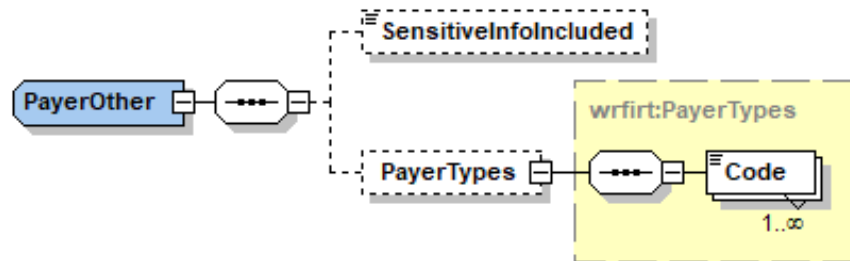 SensitiveInfoIncluded
PayerOther
wrfirt:PayerTypes
PayerTypes
Code
1..∞